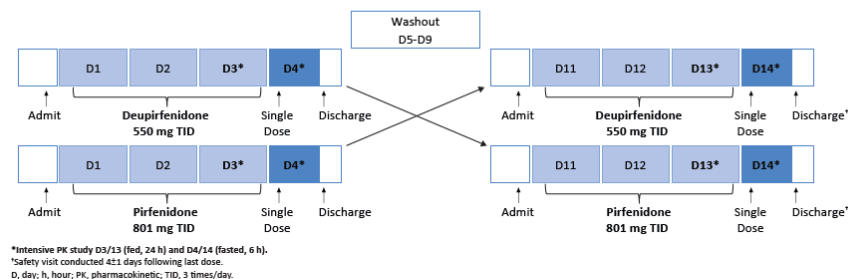 Washout
D5-D9
D1 D2 D3* D4*
D11 D12 D13* D14*
Admit Single Discharge
Dose
Deupirfenidone
550 mg TID
Admit Single Discharge†
Dose
Deupirfenidone
550 mg TID
D1 D2 D3* D4*
D11 D12 D13* D14*
Admit Single Discharge
Dose
Pirfenidone
801 mg TID
Admit Single Discharge†
Dose
Pirfenidone
801 mg TID
*Intensive PK study D3/13 (fed, 24 h) and D4/14 (fasted, 6 h).
†Safety visit conducted 4±1 days following last dose.
D, day; h, hour; PK, pharmacokinetic; TID, 3 times/day.